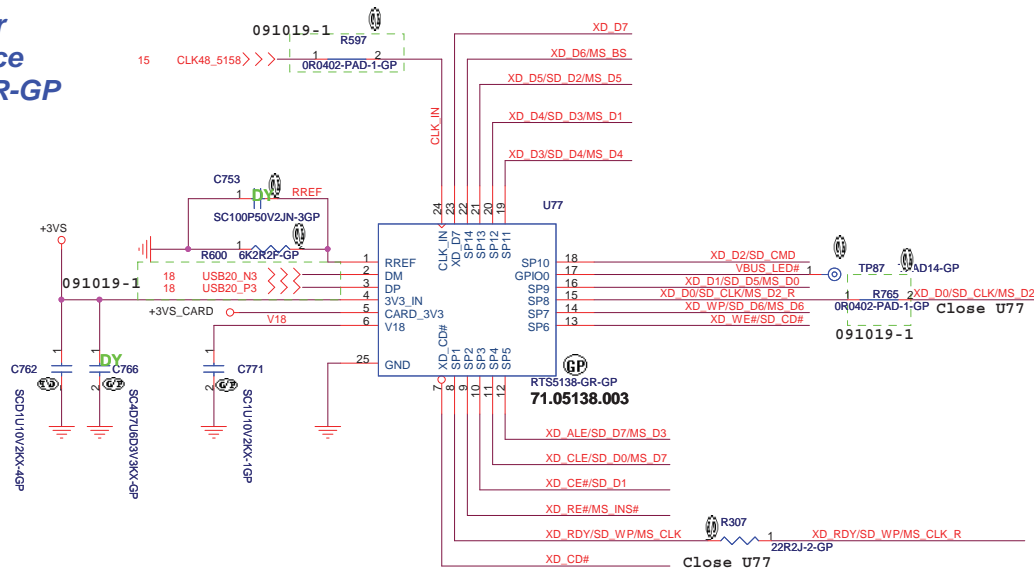 r
ce
R-GP
091019-1
R597
1 2
0R0402-PAD-1-GP
15 CLK48_5158
CLK_IN
XD_D7
XD_D6/MS_BS
XD_D5/SD_D2/MS_D5
XD_D4/SD_D3/MS_D1
XD_D3/SD_D4/MS_D4
C753
1 DY 2 RREF
SC100P50V2JN-3GP
R600 1 6K2R2F-GP
+3VS
091019-1
18 USB20_N3
18 USB20_P3
+3VS_CARD
V18
24 23 22 21 20 19
U77
CLK_IN XD_D7 SP14 SP13 SP12 SP11
1 RREF
2 DM
3 DP
4 3V3_IN
5 CARD_3V3
6 V18
25 GND
SP10 18 XD_D2/SD_CMD
GPIO0 17 VBUS_LED#
SP9 16 XD_D1/SD_D5/MS_D0
SP8 15 XD_D0/SD_CLK/MS_D2_R
SP7 14 XD_WP/SD_D6/MS_D6
SP6 13 XD_WE#/SD_CD#
XD_CD# SP1 SP2 SP3 SP4 SP5
7 8 9 10 11 12
GP
RTS5138-GR-GP
71.05138.003
1 TP87 AD14-GP
1 R765 2 XD_D0/SD_CLK/MS_D2
0R0402-PAD-1-GP Close U77
091019-1
C762 1 2
SCD1U10V2KX-4GP
DY
C766 1 2
SC4D7U6D3V3KX-GP
C771 1 2
SC1U10V2KX-1GP
XD_ALE/SD_D7/MS_D3
XD_CLE/SD_D0/MS_D7
XD_CE#/SD_D1
XD_RE#/MS_INS#
XD_RDY/SD_WP/MS_CLK
R307
1 XD_RDY/SD_WP/MS_CLK_R
22R2J-2-GP
XD_CD#
Close U77